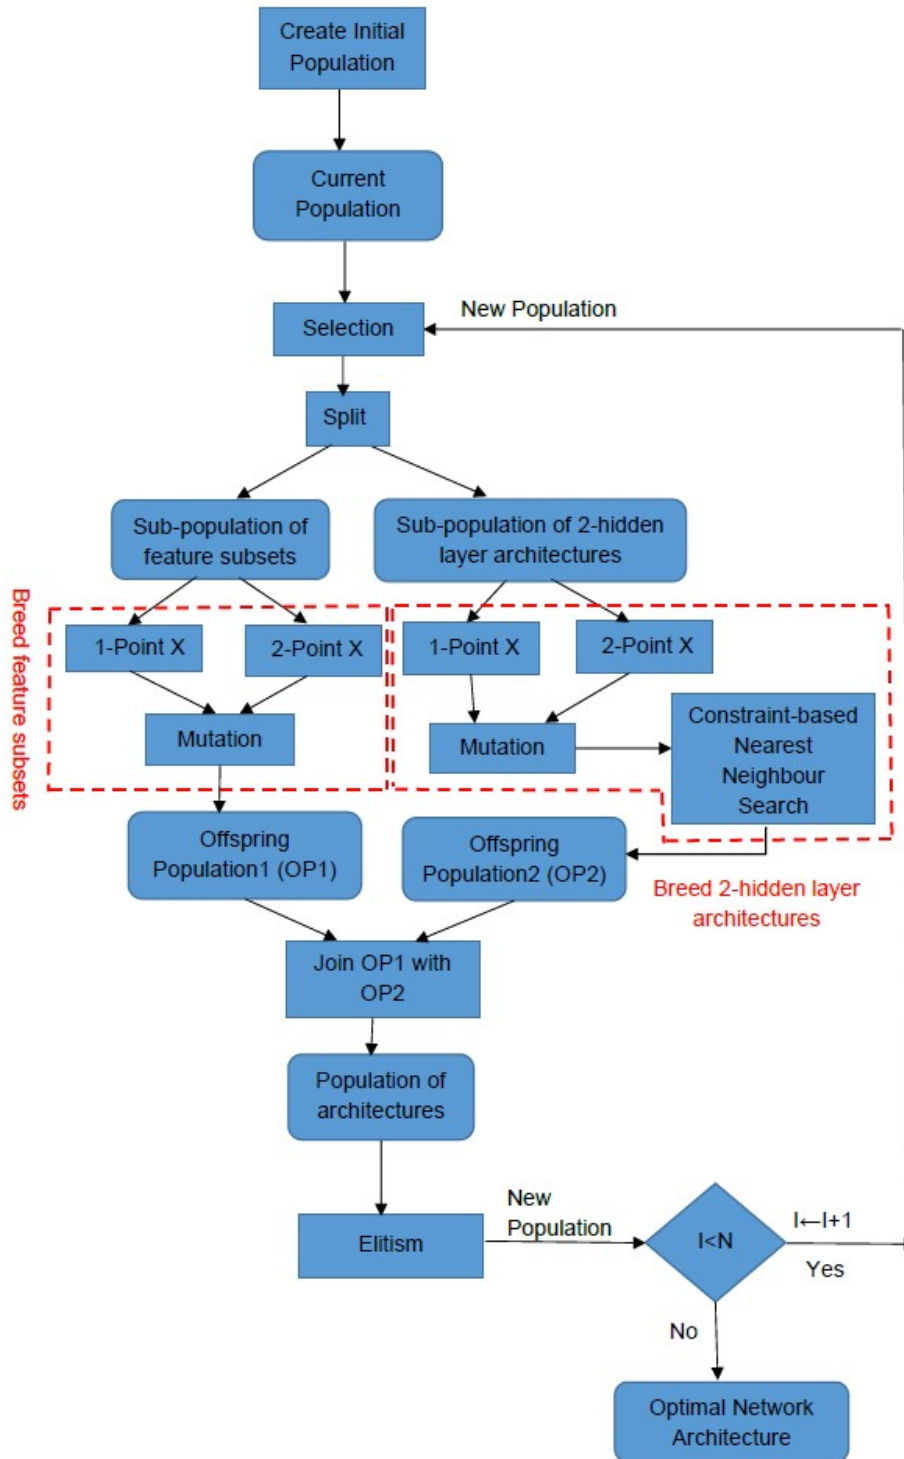 Create Initial
Population
Current
Population
New Population
Selection
Split
Sub-population of
feature subsets
Sub-population of 2-hidden
layer architectures
Breed feature subsets
1-Point X
2-Point X
1-Point X
2-Point X
Mutation
Mutation
Constraint-based
Nearest
Neighbour
Search
Offspring
Population1 (OP1)
Offspring
Population2 (OP2)
Breed 2-hidden layer
architectures
Join OP1 with
OP2
Population of
architectures
Elitism
New
Population
I<N
I←I+1
Yes
No
Optimal Network
Architecture